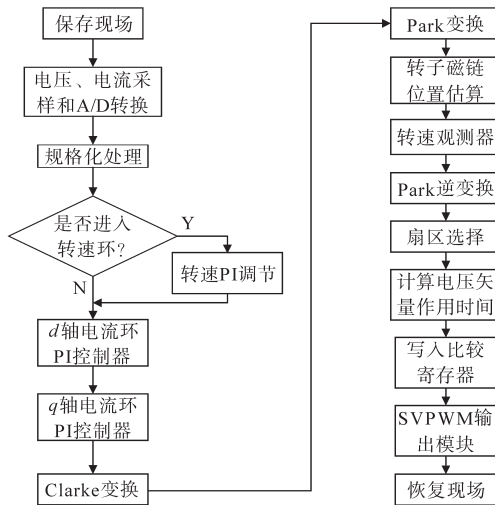 保存现场
电压、电流采
样和A/D转换
规格化处理
是否进入
转速环?
Y
转速PI调节
N
d轴电流环
PI控制器
q轴电流环
PI控制器
Clarke变换
Park变换
转子磁链
位置估算
转速观测器
Park逆变换
扇区选择
计算电压矢
量作用时间
写入比较
寄存器
SVPWM输
出模块
恢复现场